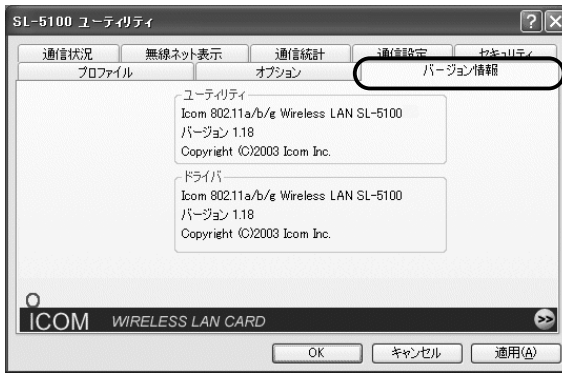 SL-5100 ユーティリティ
通信状況 無線ネット表示 通信統計 通信設定 セキュリティ
プロファイル オプション バージョン情報
ユーティリティ
Icom 802.11a/b/g Wireless LAN SL-5100
バージョン 1.18
Copyright (C)2003 Icom Inc.
ドライバ
Icom 802.11a/b/g Wireless LAN SL-5100
バージョン 1.18
Copyright (C)2003 Icom Inc.
ICOM WIRELESS LAN CARD
OK キャンセル 適用(A)